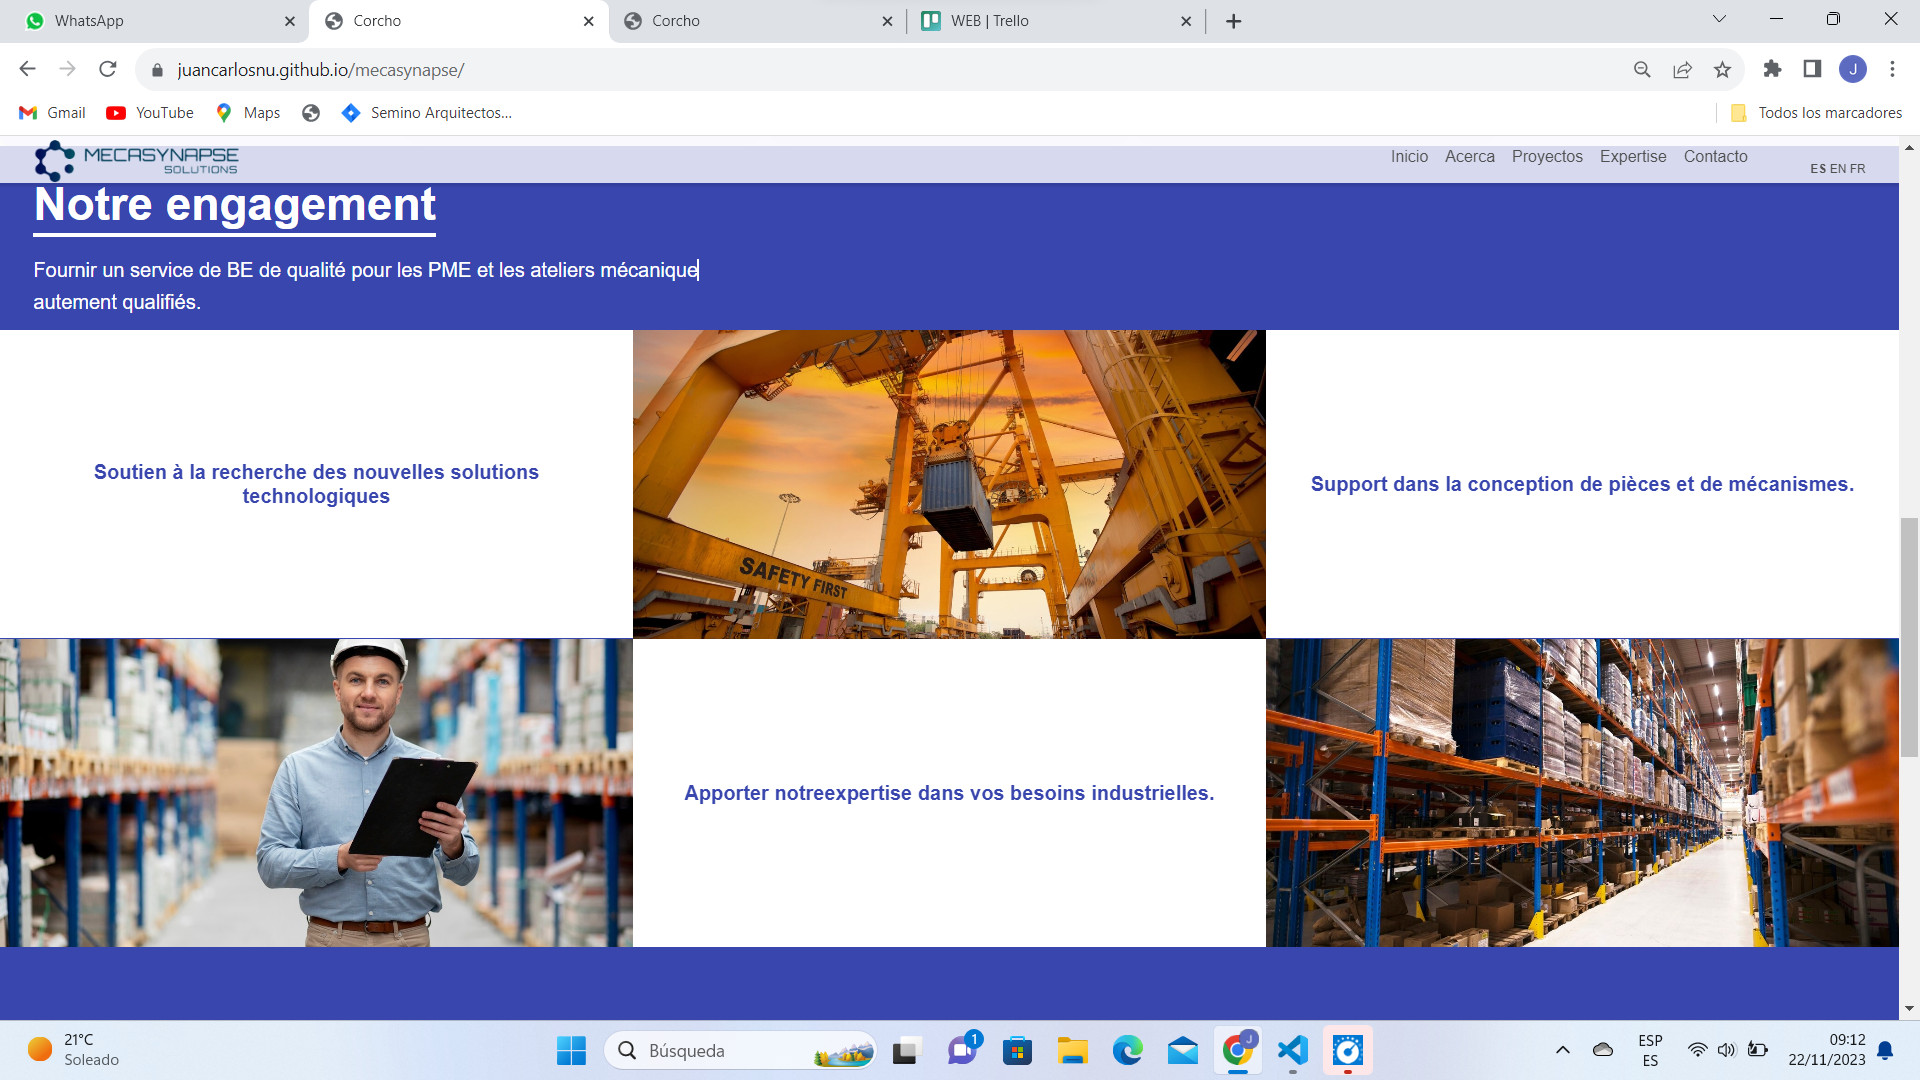 WhatsApp
Corcho
Corcho
WEB | Trello
juancarlosnu.github.io/mecasynapse/
J
Gmail
YouTube
Maps
Semino Arquitectos...
Todos los marcadores
MECASYNAPSE
SOLUTIONS
Inicio Acerca Proyectos Expertise Contacto
ES EN FR
Notre engagement
Fournir un service de BE de qualité pour les PME et les ateliers mécanique
autement qualifiés.
Soutien à la recherche des nouvelles solutions
technologiques
SAFETY FIRST
Support dans la conception de pièces et de mécanismes.
Apporter notreexpertise dans vos besoins industrielles.
21°C
Soleado
Búsqueda
1
J
ESP
ES
09:12
22/11/2023